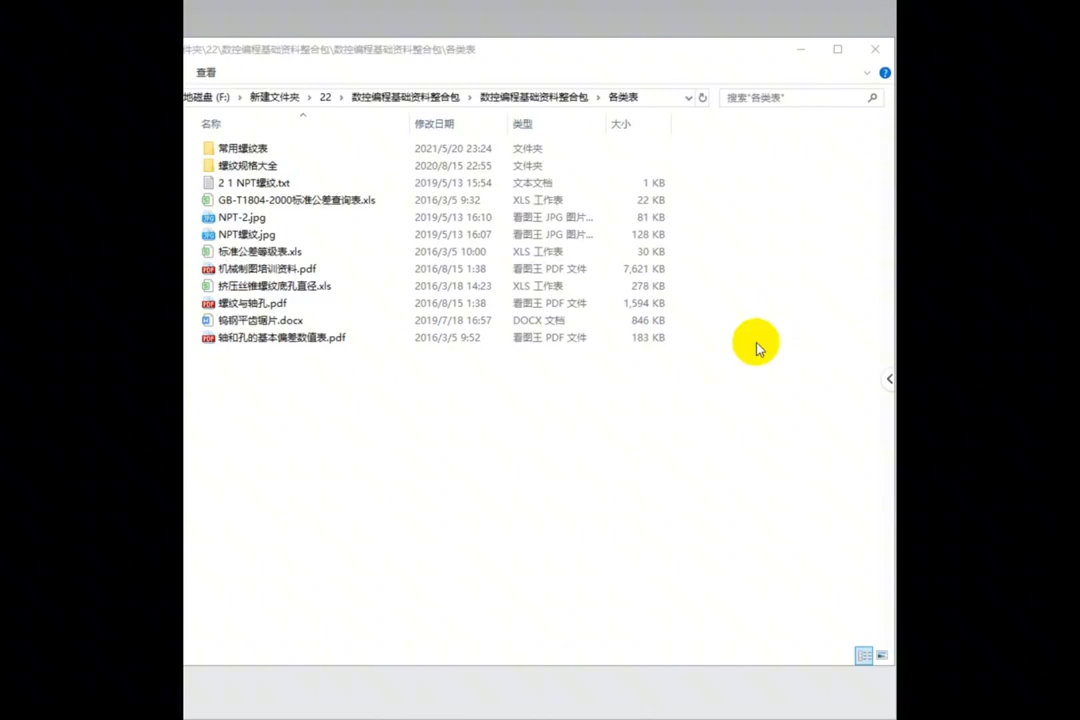 件夹\22\数控编程基础资料整合包\数控编程基础资料整合包\各类表
查看
地磁盘 (F:) › 新建文件夹 › 22 › 数控编程基础资料整合包 › 数控编程基础资料整合包 › 各类表 搜索"各类表"
名称 修改日期 类型 大小
常用螺纹表 2021/5/20 23:24 文件夹
螺纹规格大全 2020/8/15 22:55 文件夹
2 1 NPT螺纹.txt 2019/5/13 15:54 文本文档 1 KB
GB-T1804-2000标准公差查询表.xls 2016/3/5 9:32 XLS 工作表 22 KB
NPT-2.jpg 2019/5/13 16:10 看图王 JPG 图片... 81 KB
NPT螺纹.jpg 2019/5/13 16:07 看图王 JPG 图片... 128 KB
标准公差等级表.xls 2016/3/5 10:00 XLS 工作表 30 KB
机械制图培训资料.pdf 2016/8/15 1:38 看图王 PDF 文件 7,621 KB
挤压丝锥螺纹底孔直径.xls 2016/3/18 14:23 XLS 工作表 278 KB
螺纹与轴孔.pdf 2016/8/15 1:38 看图王 PDF 文件 1,594 KB
钨钢平齿锯片.docx 2019/7/18 16:57 DOCX 文档 846 KB
轴和孔的基本偏差数值表.pdf 2016/3/5 9:52 看图王 PDF 文件 183 KB